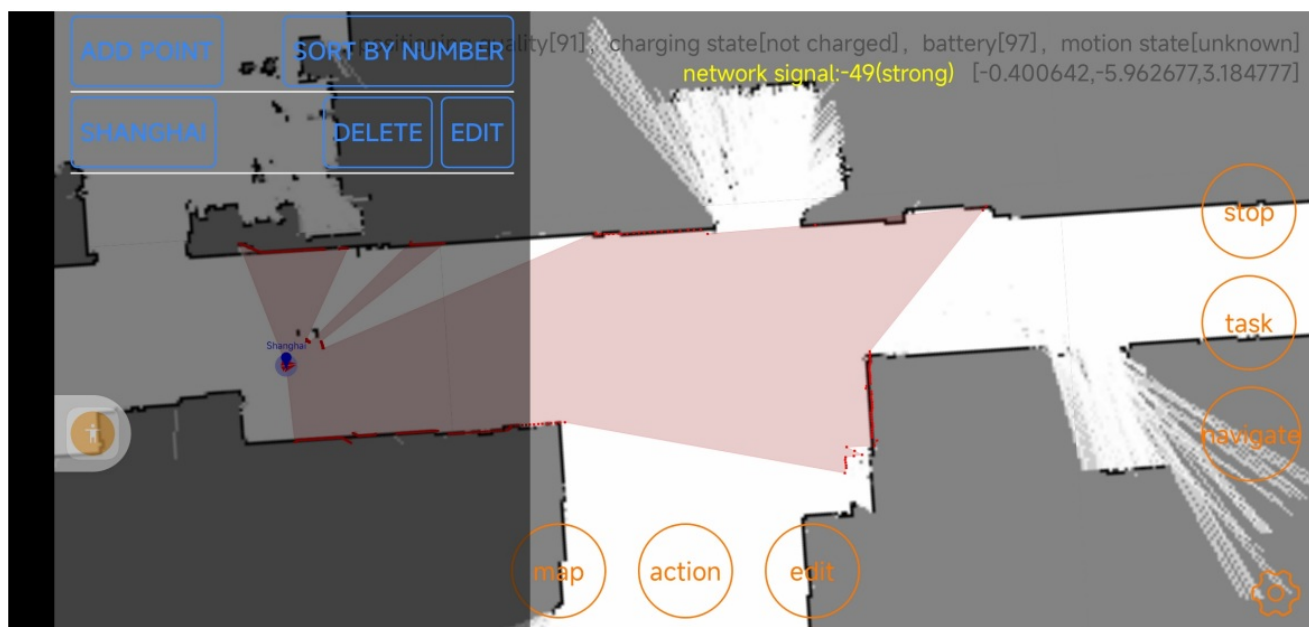 ADD POINT SORT BY NUMBER positioning quality[91], charging state[not charged], battery[97], motion state[unknown]
network signal:-49(strong) [-0.400642,-5.962677,3.184777]
SHANGHAI DELETE EDIT
stop
task
Shanghai
navigate
map action edit